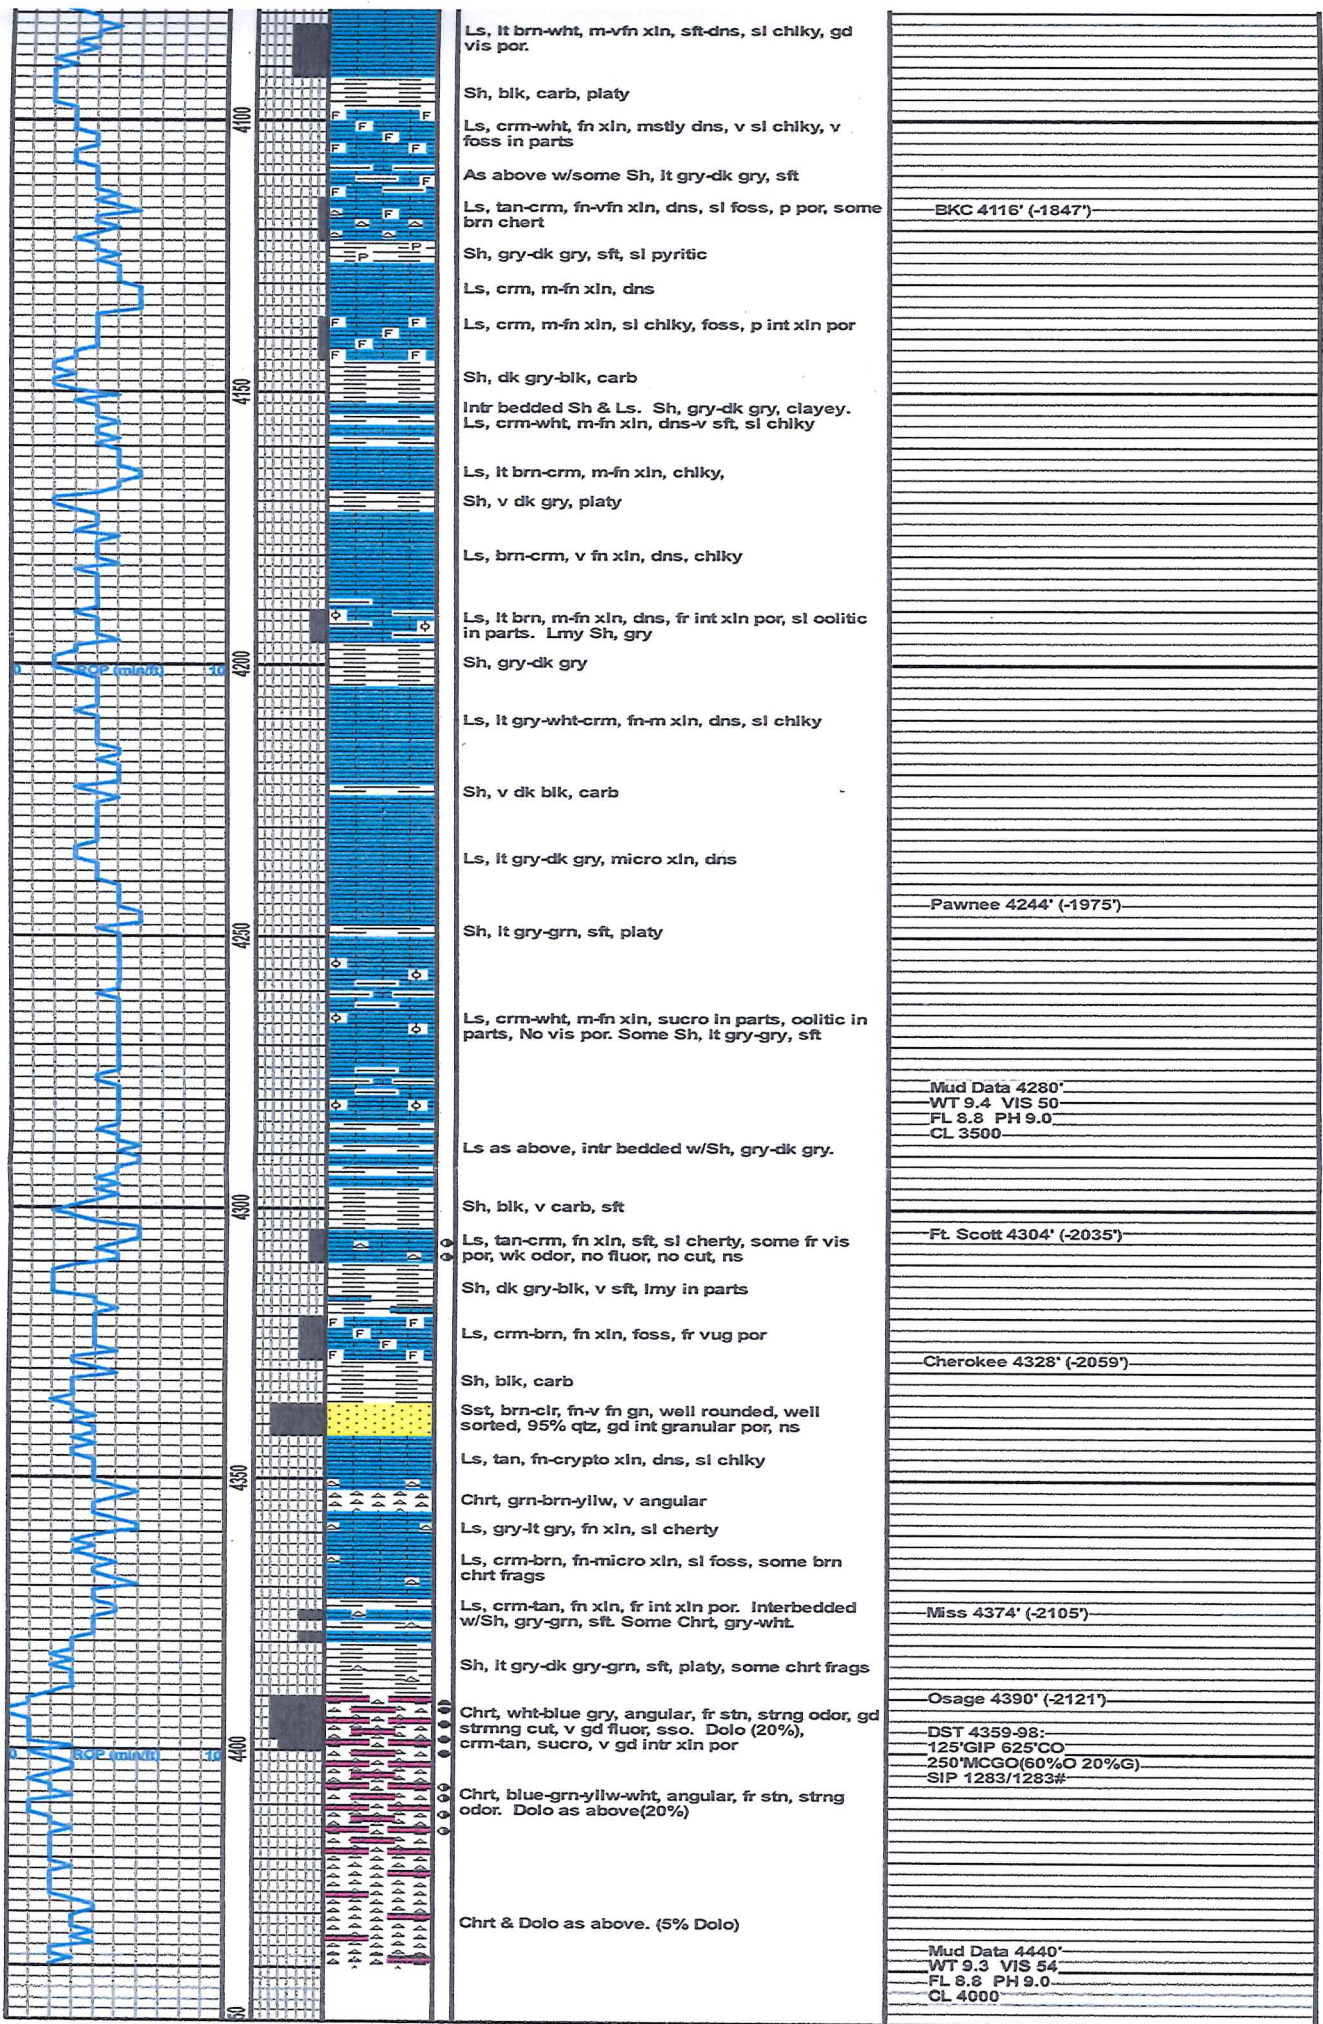 Ls, lt brn-wht, m-vfn xln, sft-dns, sl chlky, gd
vis por.
Sh, blk, carb, platy
4100
Ls, crm-wht, fn xln, mstly dns, v sl chlky, v
foss in parts
As above w/some Sh, lt gry-dk gry, sft
Ls, tan-crm, fn-vfn xln, dns, sl foss, p por, some
brn chert
BKC 4116' (-1847')
Sh, gry-dk gry, sft, sl pyritic
Ls, crm, m-fn xln, dns
Ls, crm, m-fn xln, sl chlky, foss, p int xln por
Sh, dk gry-blk, carb
4150
Intr bedded Sh & Ls. Sh, gry-dk gry, clayey.
Ls, crm-wht, m-fn xln, dns-v sft, sl chlky
Ls, lt brn-crm, m-fn xln, chlky,
Sh, v dk gry, platy
Ls, brn-crm, v fn xln, dns, chlky
Ls, lt brn, m-fn xln, dns, fr int xln por, sl oolitic
in parts. Lmy Sh, gry
0 ROP (min/ft) 10
4200
Sh, gry-dk gry
Ls, lt gry-wht-crm, fn-m xln, dns, sl chlky
Sh, v dk blk, carb
Ls, lt gry-dk gry, micro xln, dns
Pawnee 4244' (-1975')
4250
Sh, lt gry-grn, sft, platy
Ls, crm-wht, m-fn xln, sucro in parts, oolitic in
parts, No vis por. Some Sh, lt gry-gry, sft
Mud Data 4280'
WT 9.4 VIS 50
FL 8.8 PH 9.0
CL 3500
Ls as above, intr bedded w/Sh, gry-dk gry.
4300
Sh, blk, v carb, sft
Ft. Scott 4304' (-2035')
Ls, tan-crm, fn xln, sft, sl cherty, some fr vis
por, wk odor, no fluor, no cut, ns
Sh, dk gry-blk, v sft, lmy in parts
Ls, crm-brn, fn xln, foss, fr vug por
Cherokee 4328' (-2059')
Sh, blk, carb
Sst, brn-clr, fn-v fn gn, well rounded, well
sorted, 95% qtz, gd int granular por, ns
4350
Ls, tan, fn-crypto xln, dns, sl chlky
Chrt, grn-brn-yllw, v angular
Ls, gry-lt gry, fn xln, sl cherty
Ls, crm-brn, fn-micro xln, sl foss, some brn
chrt frags
Ls, crm-tan, fn xln, fr int xln por. Interbedded
w/Sh, gry-grn, sft. Some Chrt, gry-wht.
Miss 4374' (-2105')
Sh, lt gry-dk gry-grn, sft, platy, some chrt frags
Osage 4390' (-2121')
Chrt, wht-blue gry, angular, fr stn, strng odor, gd
strmng cut, v gd fluor, sso. Dolo (20%),
crm-tan, sucro, v gd intr xln por
DST 4359-98:
125'GIP 625'CO
250'MCGO(60%O 20%G)
SIP 1283/1283#
0 ROP (min/ft) 10
4400
Chrt, blue-grn-yllw-wht, angular, fr stn, strng
odor. Dolo as above(20%)
Chrt & Dolo as above. (5% Dolo)
Mud Data 4440'
WT 9.3 VIS 54
FL 8.8 PH 9.0
CL 4000